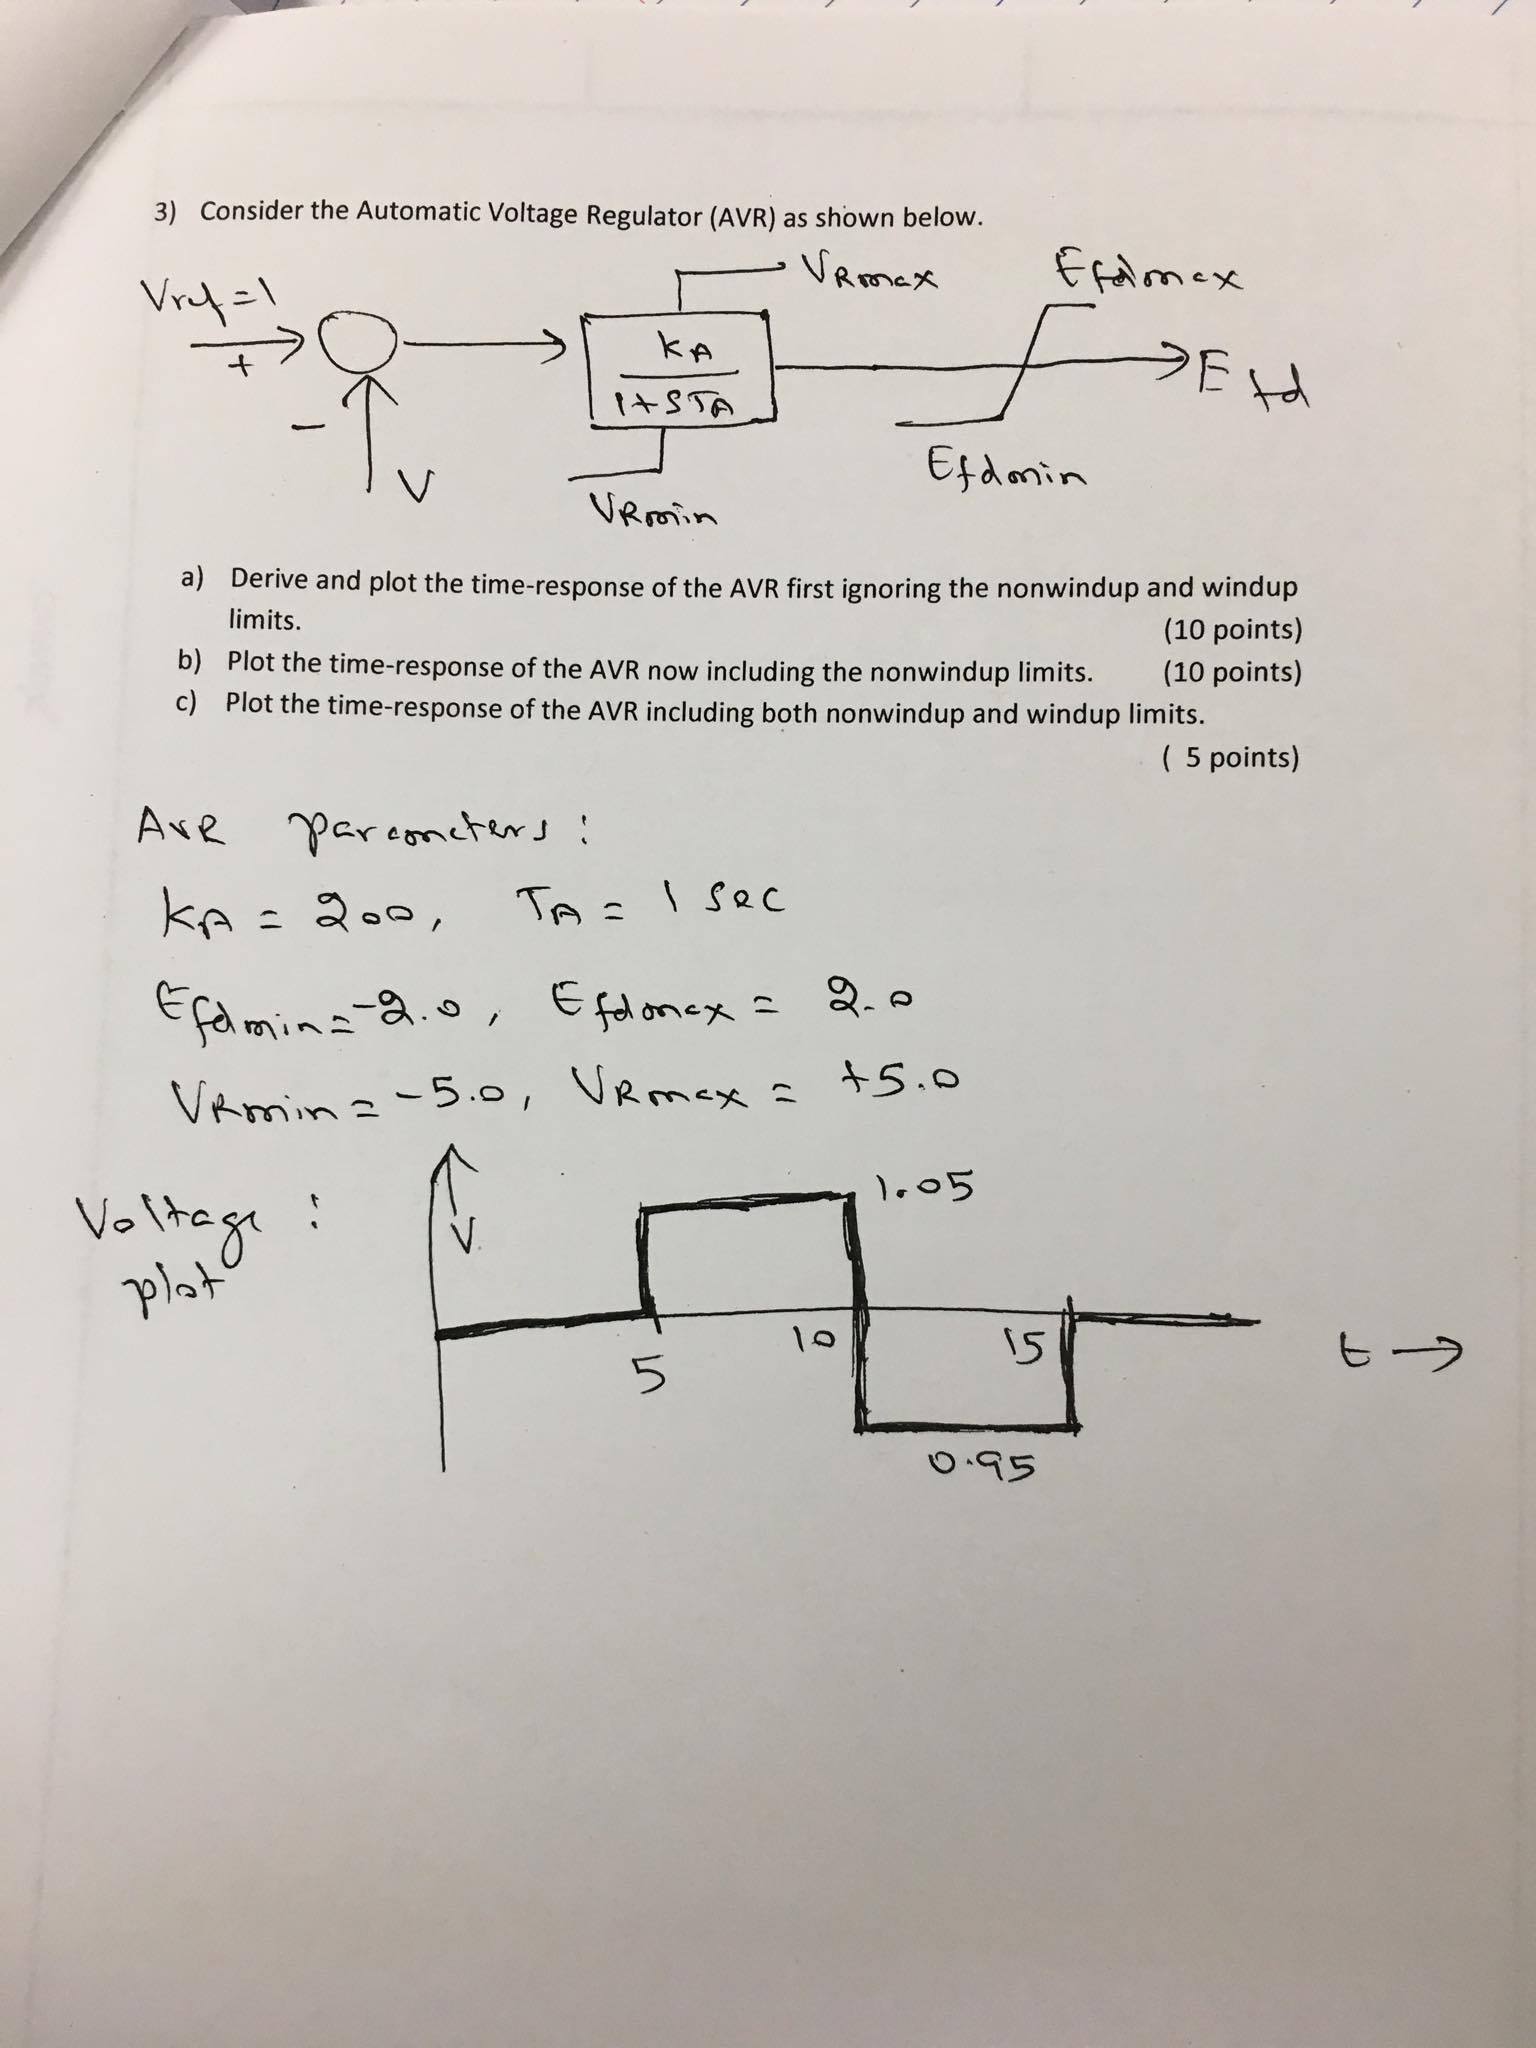 3) Consider the Automatic Voltage Regulator (AVR) as shown below.
Vref=1
+
-
V
VRmax
KA
1+STA
VRmin
Efdmax
Efdmin
Efd
a) Derive and plot the time-response of the AVR first ignoring the nonwindup and windup
limits. (10 points)
b) Plot the time-response of the AVR now including the nonwindup limits. (10 points)
c) Plot the time-response of the AVR including both nonwindup and windup limits.
( 5 points)
AVR parameters :
KA = 200, TA = 1 sec
Efdmin=-2.0, Efdmax = 2.0
VRmin=-5.0, VRmax = +5.0
Voltage :
plot
V
1.05
5
10
15
t →
0.95